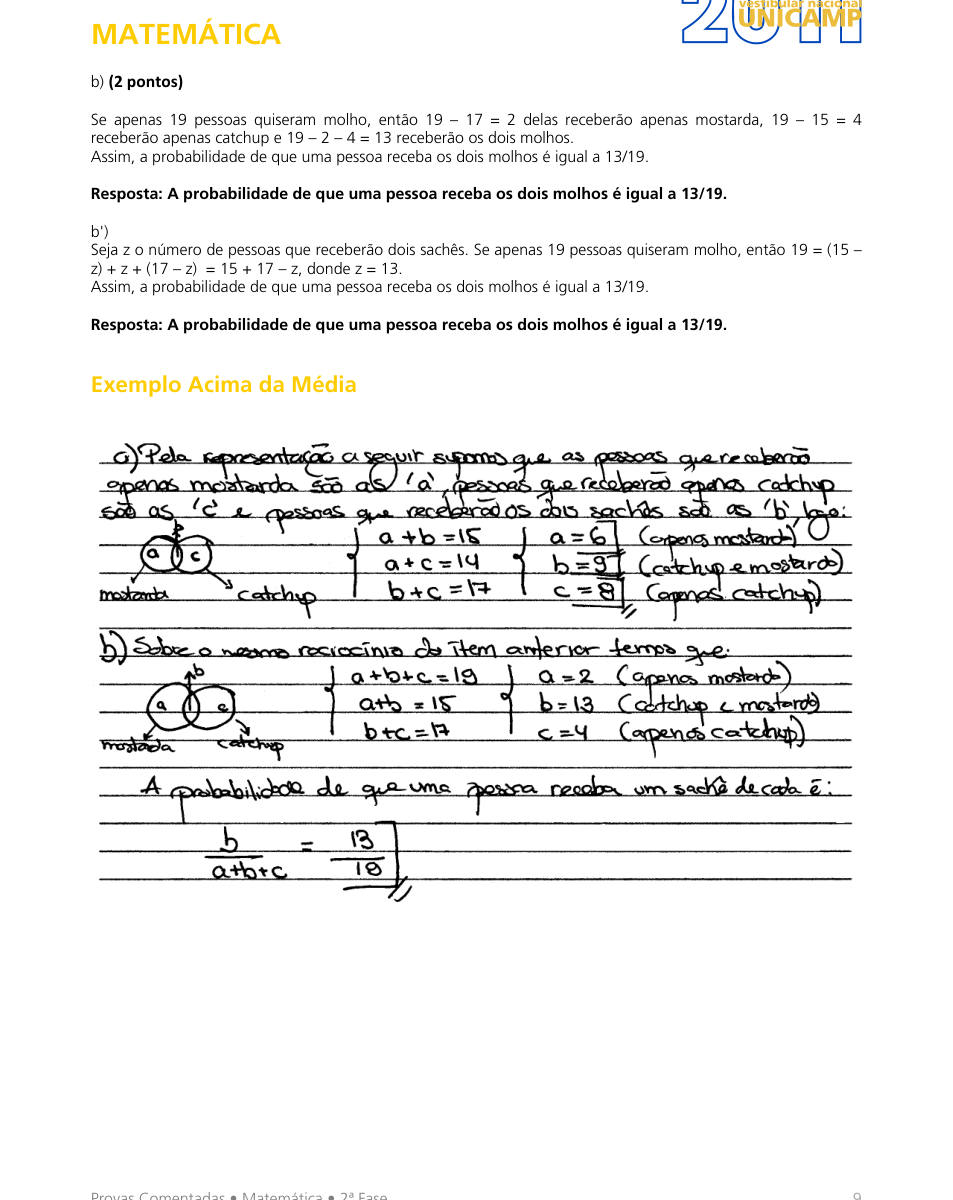 MATEMÁTICA
2011
vestibular nacional
UNICAMP
b) (2 pontos)
Se apenas 19 pessoas quiseram molho, então 19 – 17 = 2 delas receberão apenas mostarda, 19 – 15 = 4
receberão apenas catchup e 19 – 2 – 4 = 13 receberão os dois molhos.
Assim, a probabilidade de que uma pessoa receba os dois molhos é igual a 13/19.
Resposta: A probabilidade de que uma pessoa receba os dois molhos é igual a 13/19.
b')
Seja z o número de pessoas que receberão dois sachês. Se apenas 19 pessoas quiseram molho, então 19 = (15 –
z) + z + (17 – z) = 15 + 17 – z, donde z = 13.
Assim, a probabilidade de que uma pessoa receba os dois molhos é igual a 13/19.
Resposta: A probabilidade de que uma pessoa receba os dois molhos é igual a 13/19.
Exemplo Acima da Média
a) Pela representação a seguir supomos que as pessoas que receberão
apenas mostarda são as 'a', pessoas que receberão apenas catchup
são as 'c' e pessoas que receberão os dois sachês são as 'b', logo:
b
a + b = 15 a = 6 (apenas mostarda)
a c
a + c = 14 b = 9 (catchup e mostarda)
mostarda catchup b + c = 17 c = 8 (apenas catchup)
b) Sobre o mesmo raciocínio do ítem anterior temos que:
b a + b + c = 19 a = 2 (apenas mostarda)
a c a+b = 15 b = 13 (catchup e mostarda)
mostarda catchup b+c = 17 c = 4 (apenas catchup)
A probabilidade de que uma pessoa receba um sachê de cada é:
b = 13
a+b+c 19
Provas Comentadas • Matemática • 2ª Fase 9